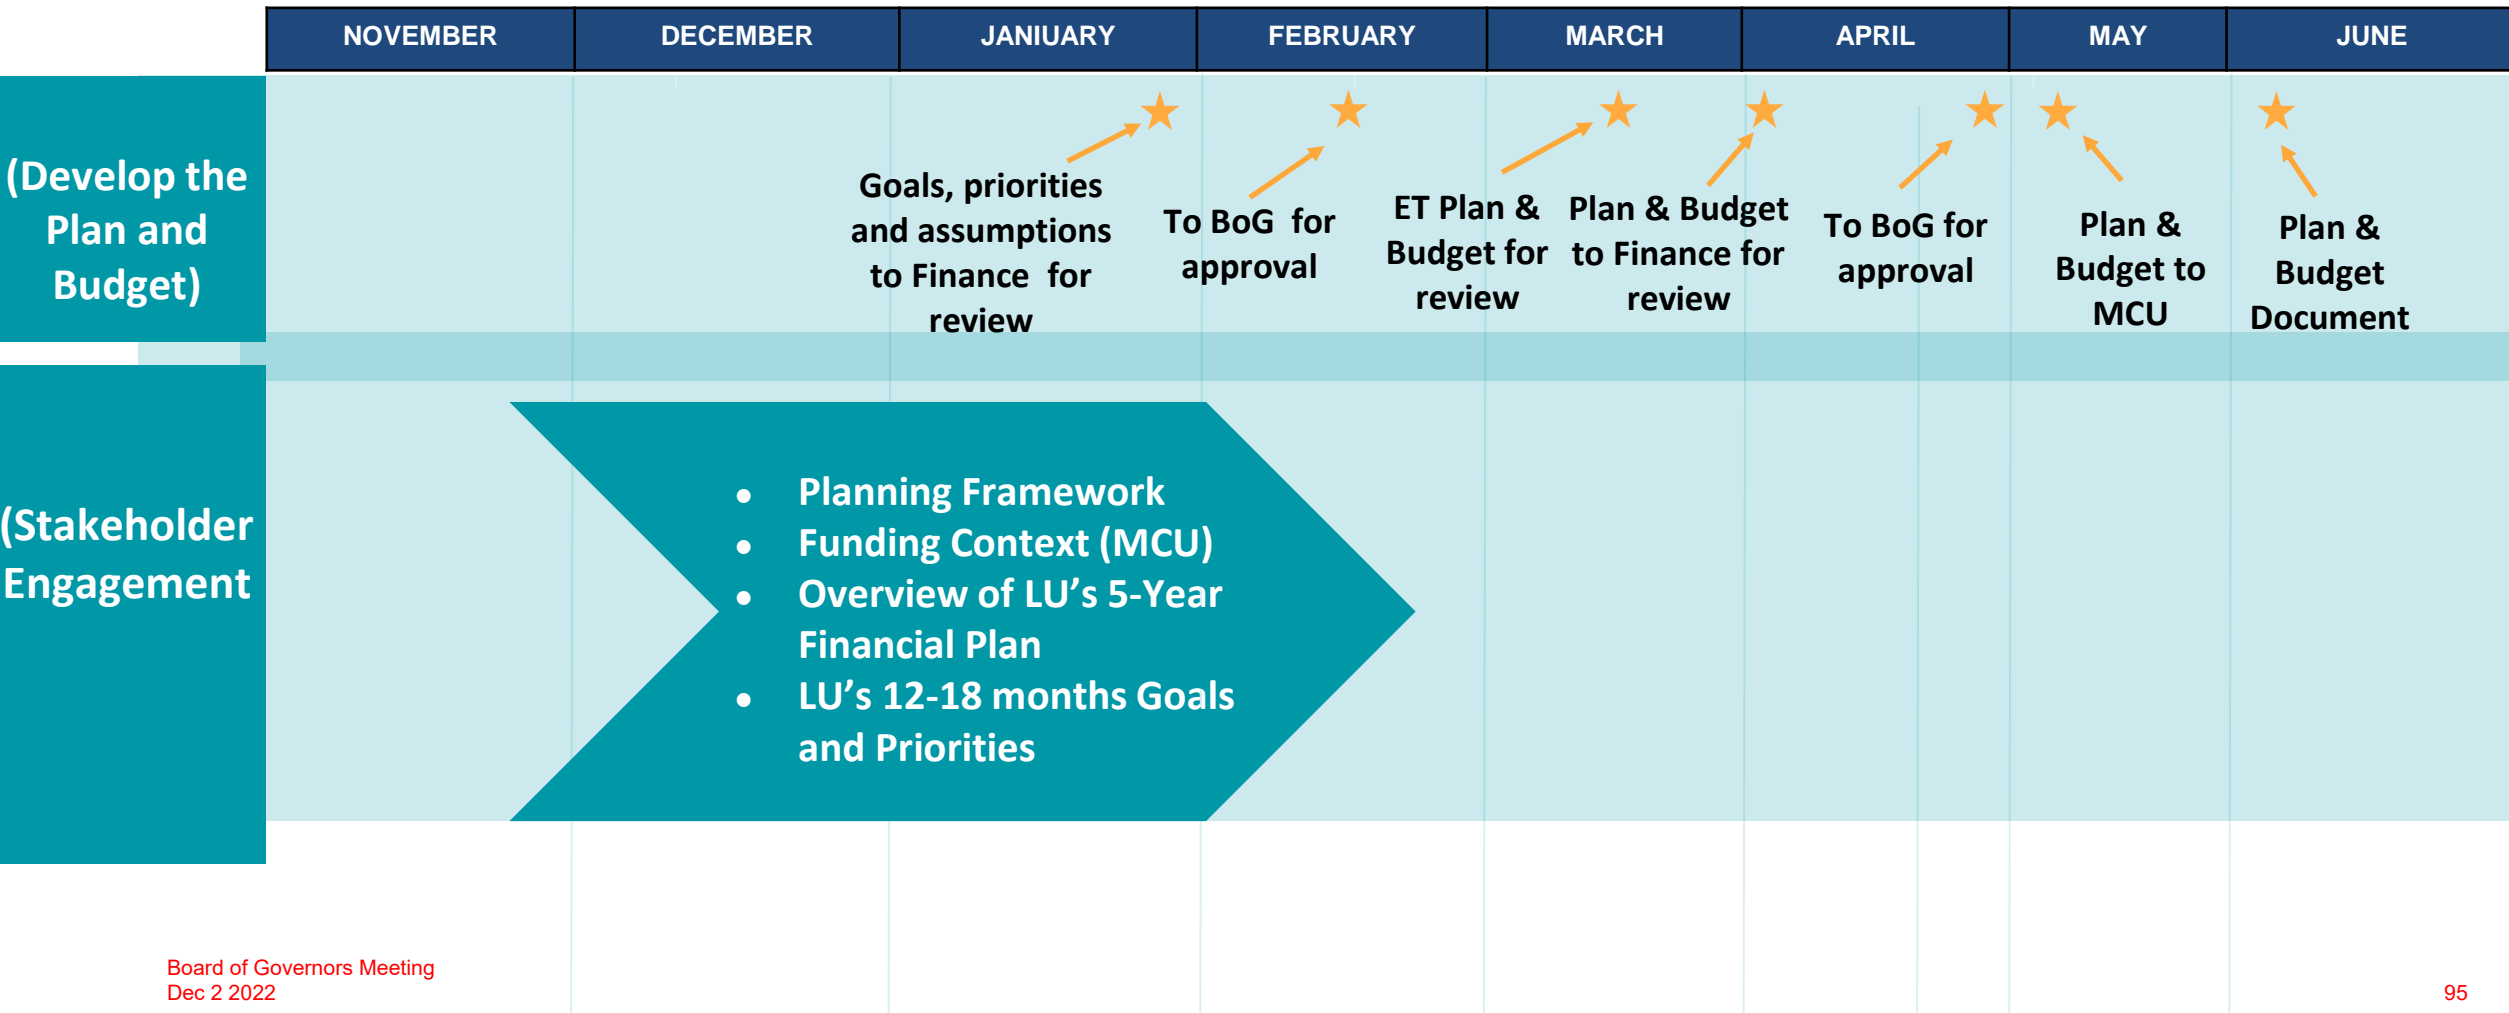 NOVEMBER
DECEMBER
JANIUARY
FEBRUARY
MARCH
APRIL
MAY
JUNE
(Develop the
Plan and
Budget)
Goals, priorities
and assumptions
to Finance for
review
To BoG for
approval
ET Plan &
Budget for
review
Plan & Budget
to Finance for
review
To BoG for
approval
Plan &
Budget to
MCU
Plan &
Budget
Document
(Stakeholder
Engagement
• Planning Framework
• Funding Context (MCU)
• Overview of LU’s 5-Year
Financial Plan
• LU’s 12-18 months Goals
and Priorities
Board of Governors Meeting
Dec 2 2022
95